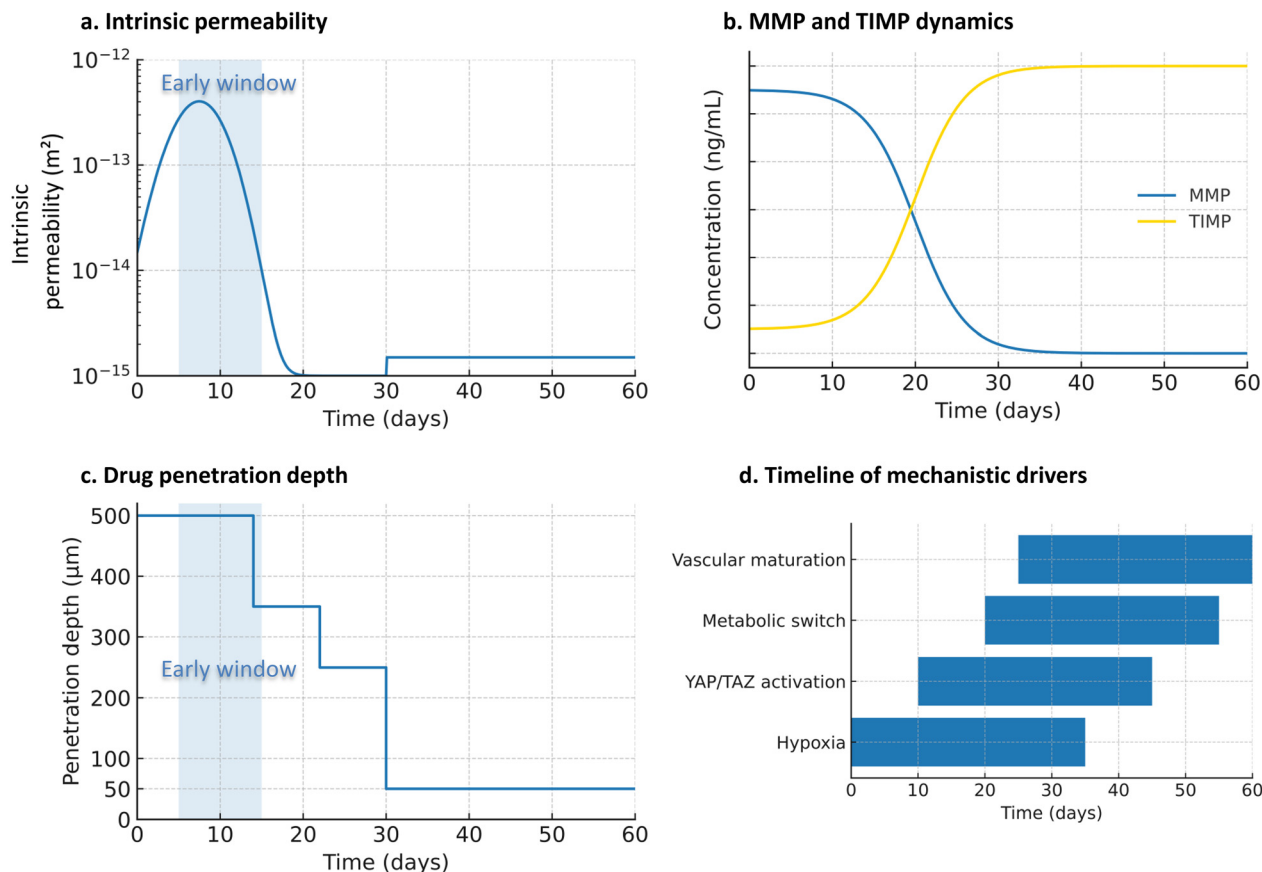 a. Intrinsic permeability
Early window
10⁻¹²
10⁻¹³
10⁻¹⁴
10⁻¹⁵
Intrinsic
permeability (m²)
0 10 20 30 40 50 60
Time (days)
b. MMP and TIMP dynamics
Concentration (ng/mL)
MMP
TIMP
0 10 20 30 40 50 60
Time (days)
c. Drug penetration depth
500
400
300
200
100
50
0
Penetration depth (μm)
Early window
0 10 20 30 40 50 60
Time (days)
d. Timeline of mechanistic drivers
Vascular maturation
Metabolic switch
YAP/TAZ activation
Hypoxia
0 10 20 30 40 50 60
Time (days)